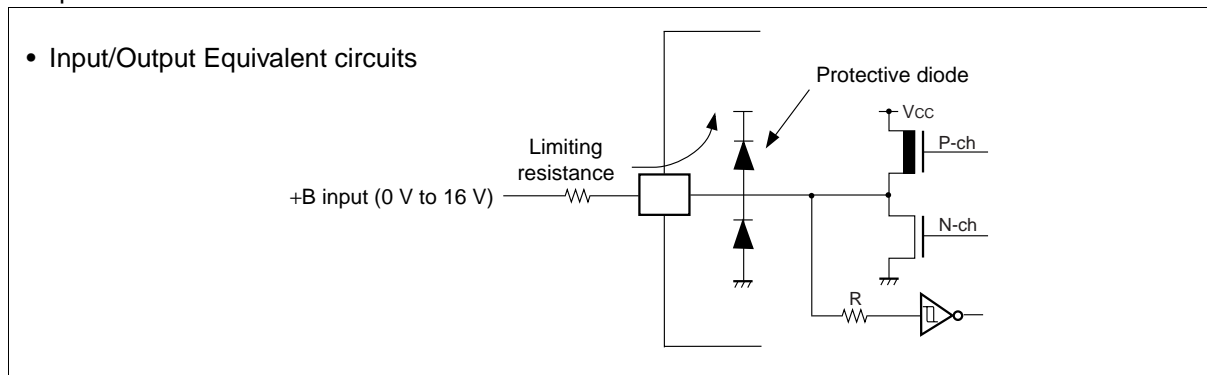 • Input/Output Equivalent circuits
Protective diode
VCC
P-ch
Limiting
resistance
+B input (0 V to 16 V)
N-ch
R